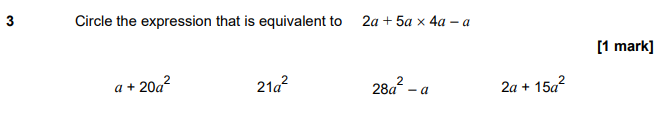 3 Circle the expression that is equivalent to 2a + 5a × 4a – a
[1 mark]
a + 20a² 21a² 28a² – a 2a + 15a²